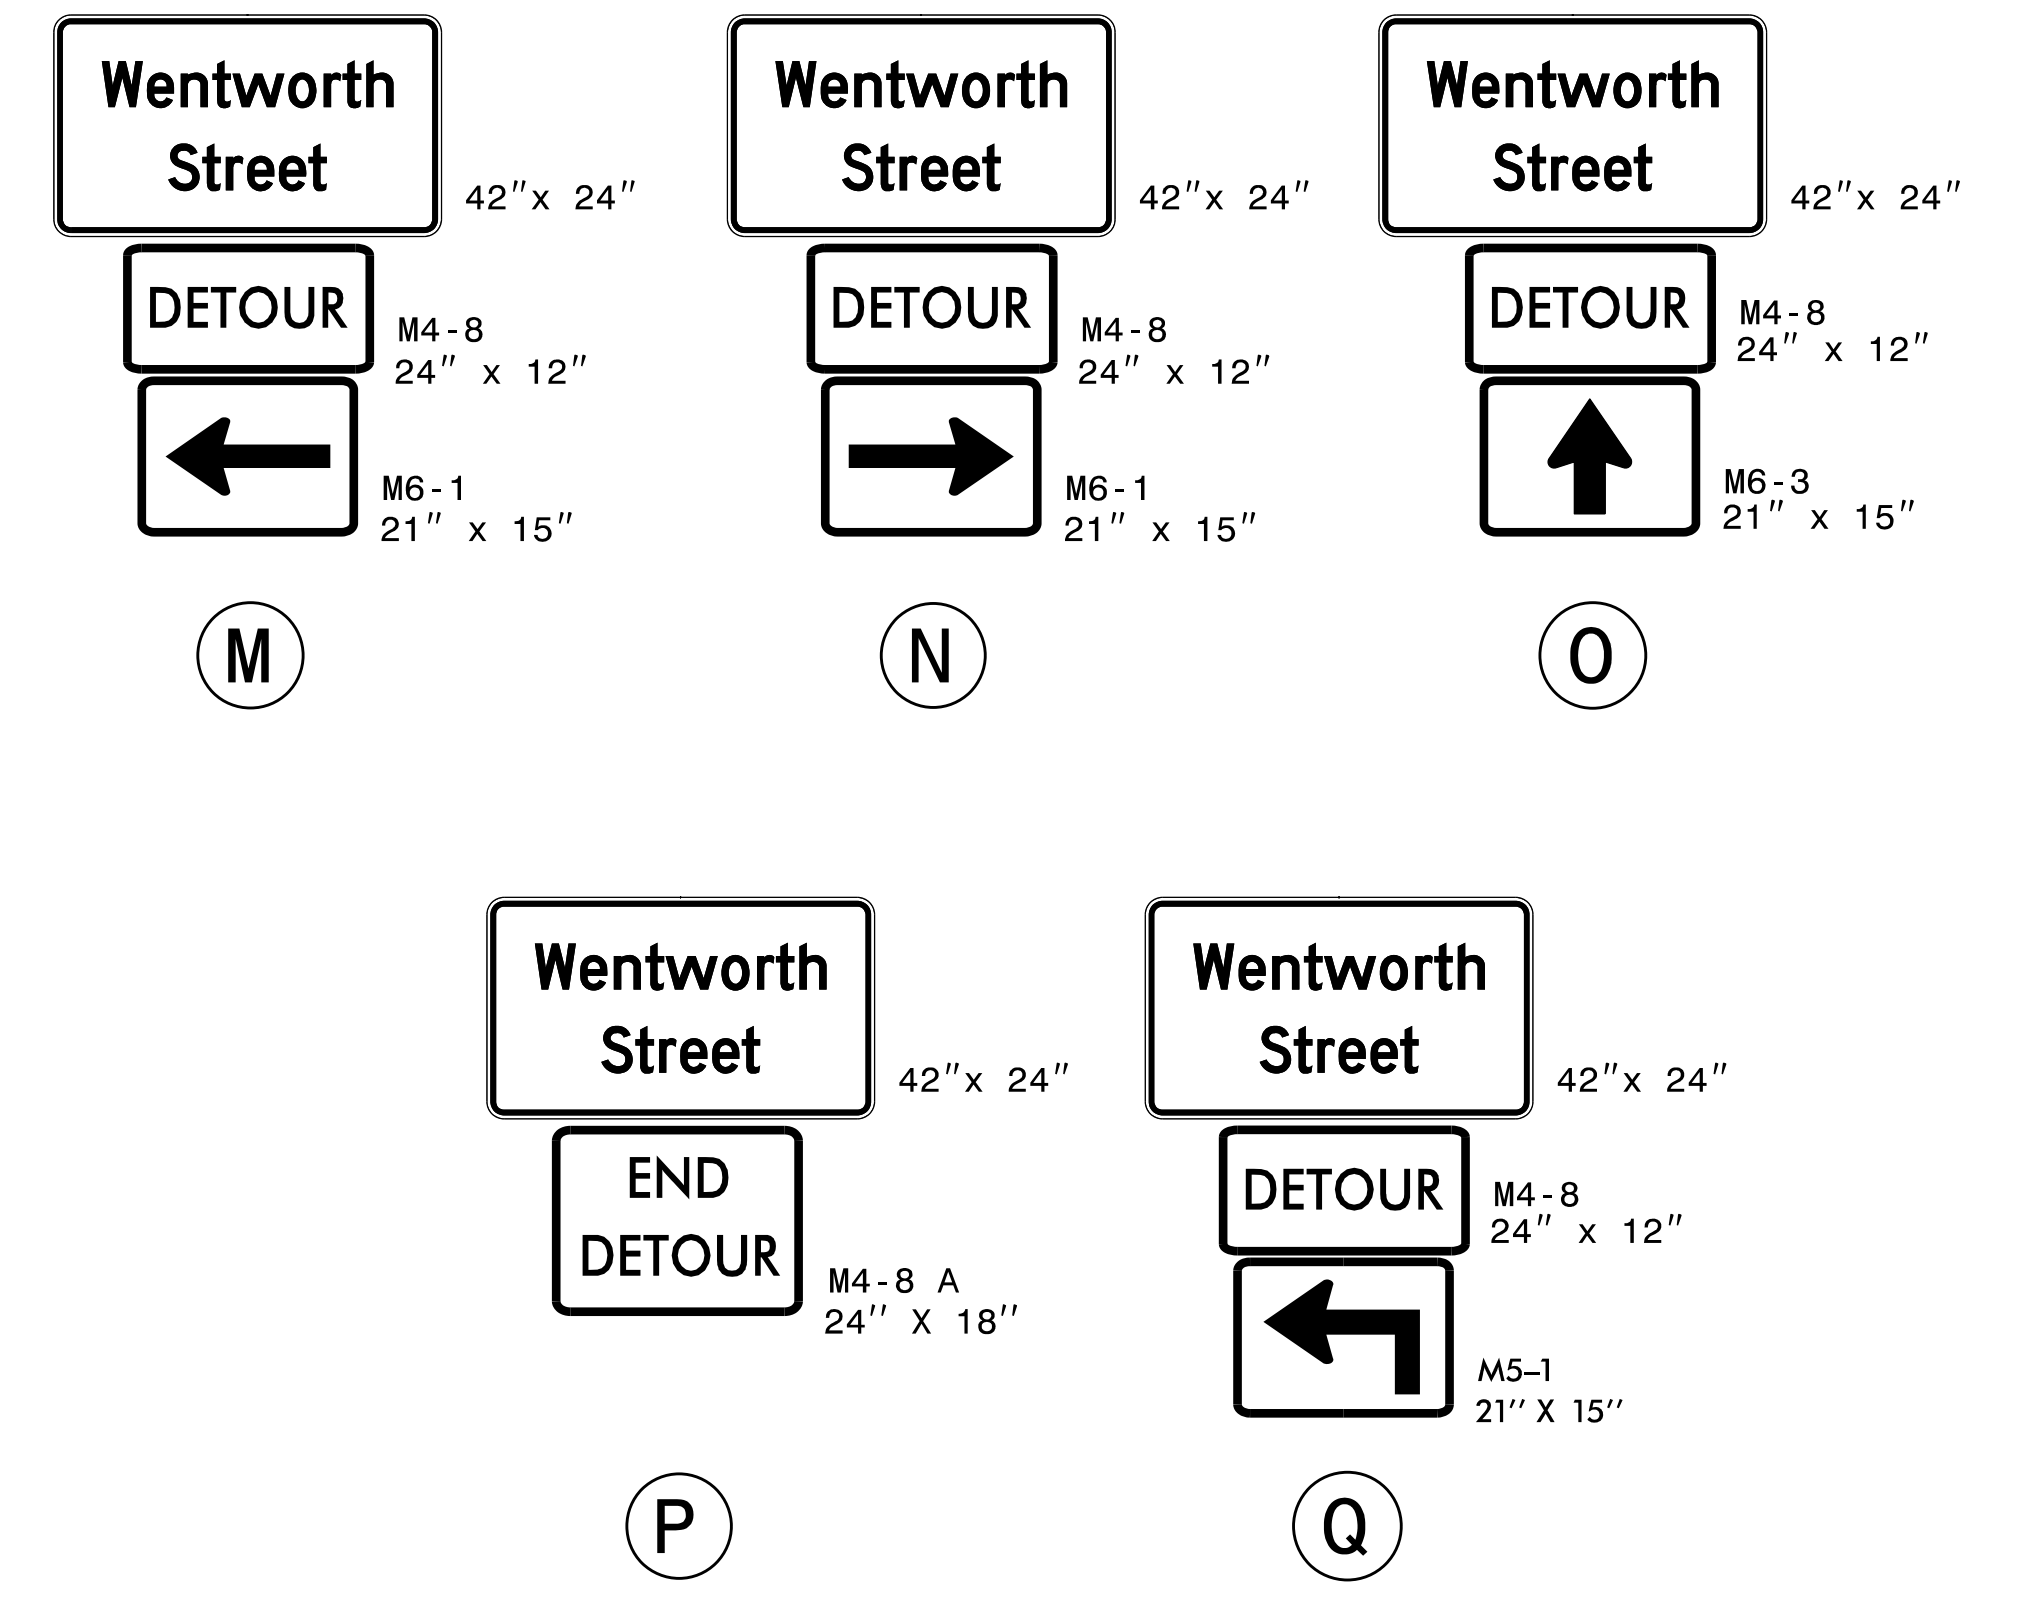 Wentworth
Street
42"x 24"
DETOUR
M4-8
24" x 12"
M6-1
21" x 15"
M
Wentworth
Street
42"x 24"
DETOUR
M4-8
24" x 12"
M6-1
21" x 15"
N
Wentworth
Street
42"x 24"
DETOUR
M4-8
24" x 12"
M6-3
21" x 15"
O
Wentworth
Street
42"x 24"
END
DETOUR
M4-8 A
24'' X 18''
P
Wentworth
Street
42"x 24"
DETOUR
M4-8
24" x 12"
M5-1
21'' X 15''
Q